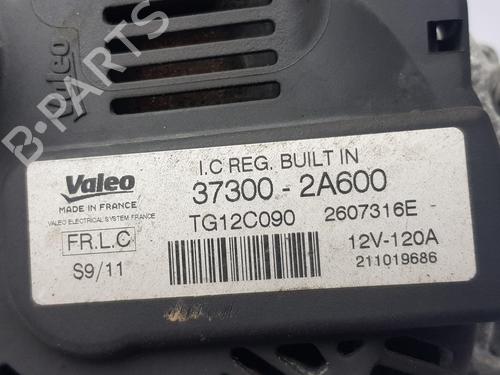 Valeo
B-PARTS
I.C REG. BUILT IN
Valeo
MADE IN FRANCE
VALEO ELECTRICAL SYSTEM FRANCE
37300 - 2A600
TG12C090 2607316E
FR.L.C
12V-120A
S9/11
211019686